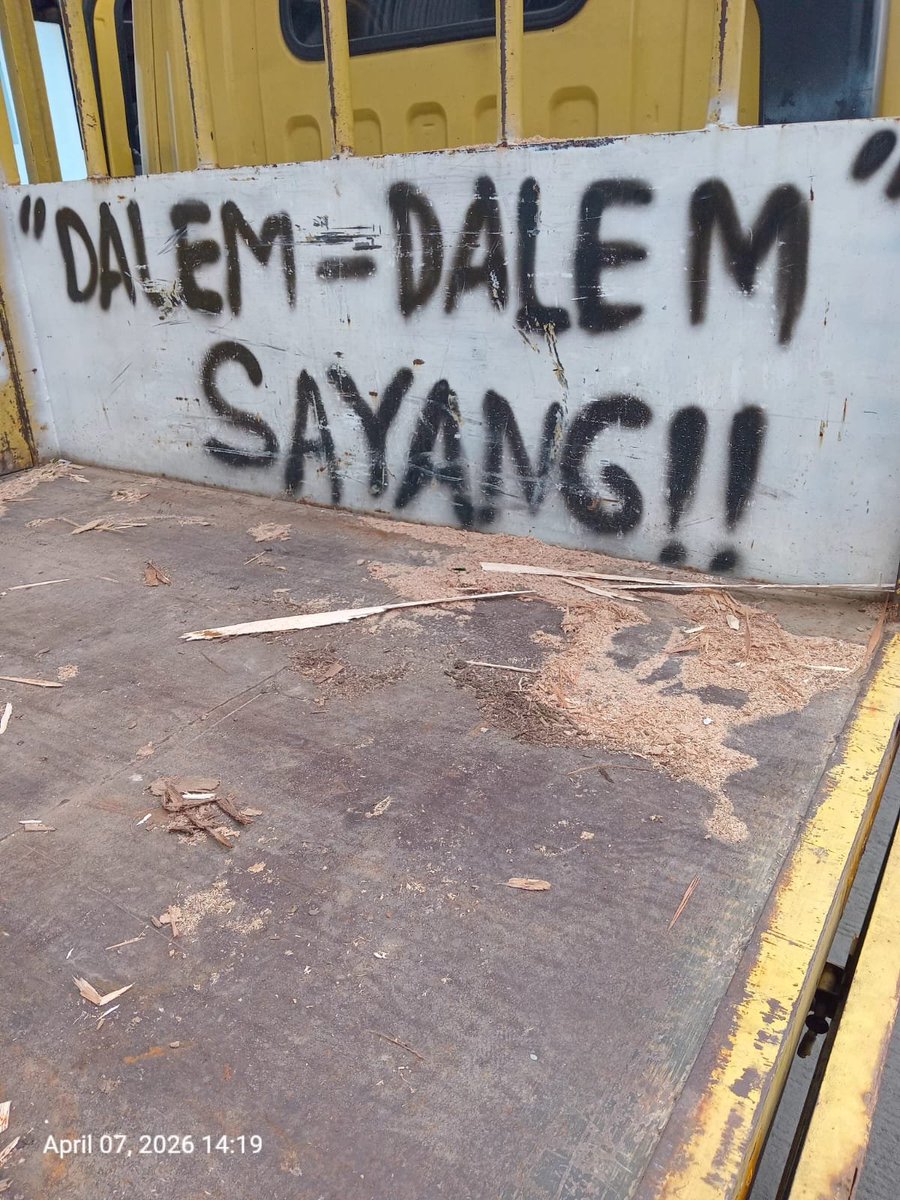 "DALEM=DALEM"
SAYANG!!
April 07, 2026 14:19